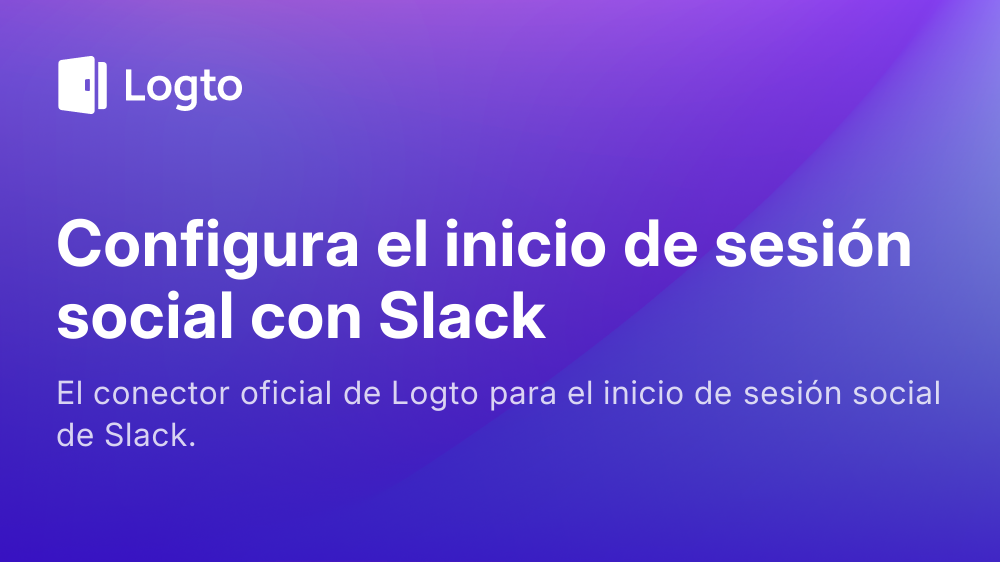 Logto
Configura el inicio de sesión
social con Slack
El conector oficial de Logto para el inicio de sesión social
de Slack.